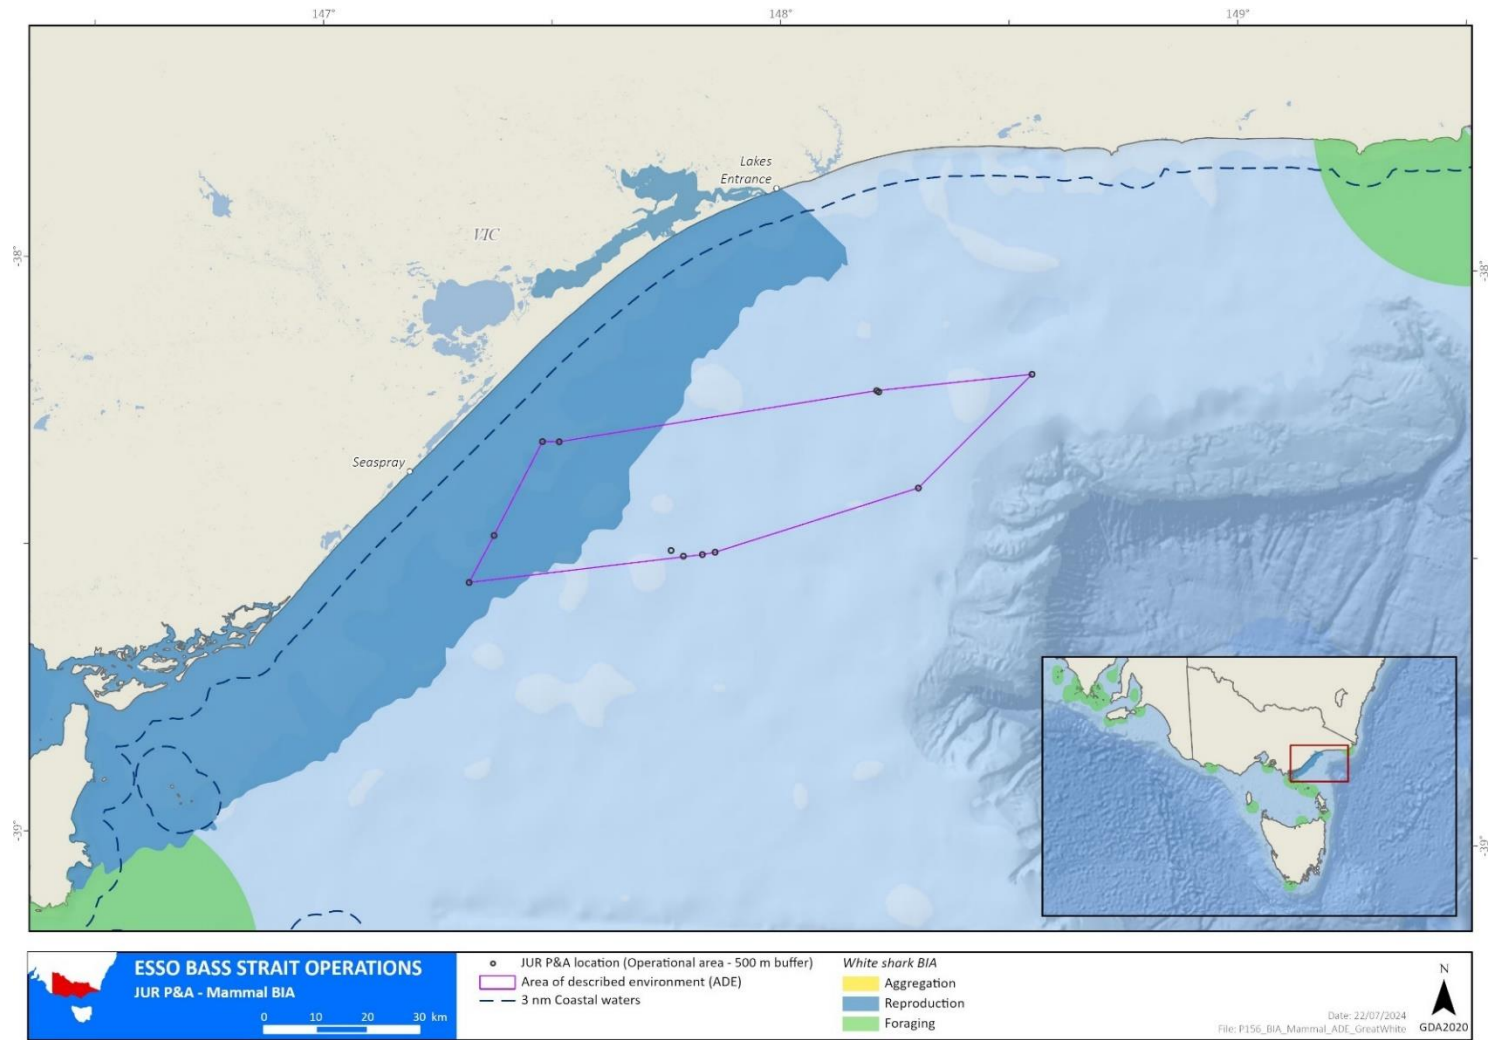 147°
148°
149°
-38°
-38°
Lakes
Entrance
VIC
Seaspray
-39°
-39°
ESSO BASS STRAIT OPERATIONS
JUR P&A - Mammal BIA
0 10 20 30 km
JUR P&A location (Operational area - 500 m buffer)
Area of described environment (ADE)
3 nm Coastal waters
White shark BIA
Aggregation
Reproduction
Foraging
N
Date: 22/07/2024
File: P156_BIA_Mammal_ADE_GreatWhite
GDA2020